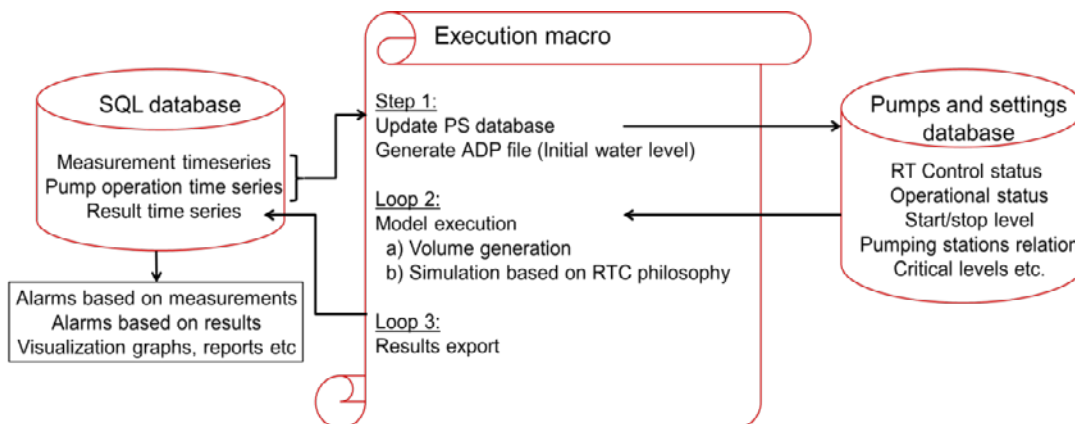 Execution macro
SQL database
Measurement timeseries
Pump operation time series
Result time series
Alarms based on measurements
Alarms based on results
Visualization graphs, reports etc
Step 1:
Update PS database
Generate ADP file (Initial water level)
Loop 2:
Model execution
a) Volume generation
b) Simulation based on RTC philosophy
Loop 3:
Results export
Pumps and settings
database
RT Control status
Operational status
Start/stop level
Pumping stations relation
Critical levels etc.